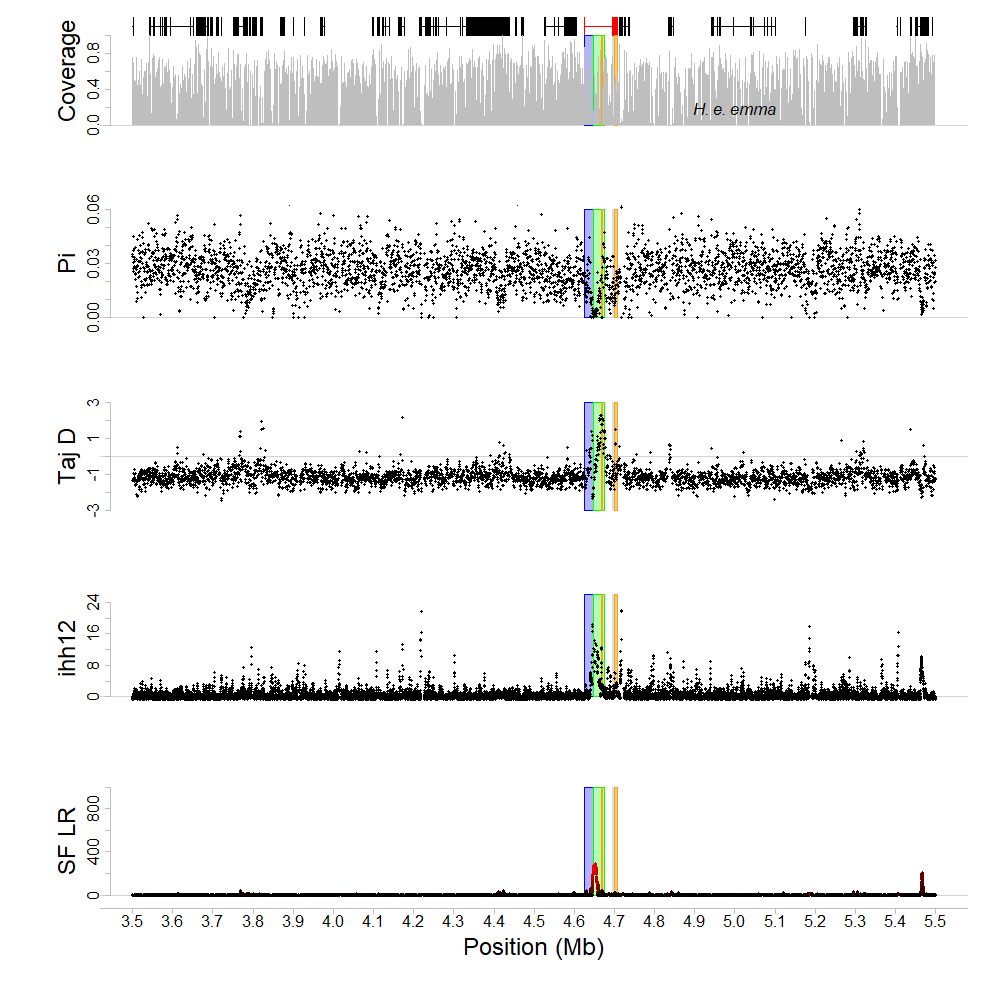 Coverage
0.0 0.4 0.8
H. e. emma
Pi
0.00 0.03 0.06
Taj D
-3 -1 1 3
ihh12
0 8 16 24
SF LR
0 400 800
3.5 3.6 3.7 3.8 3.9 4.0 4.1 4.2 4.3 4.4 4.5 4.6 4.7 4.8 4.9 5.0 5.1 5.2 5.3 5.4 5.5
Position (Mb)